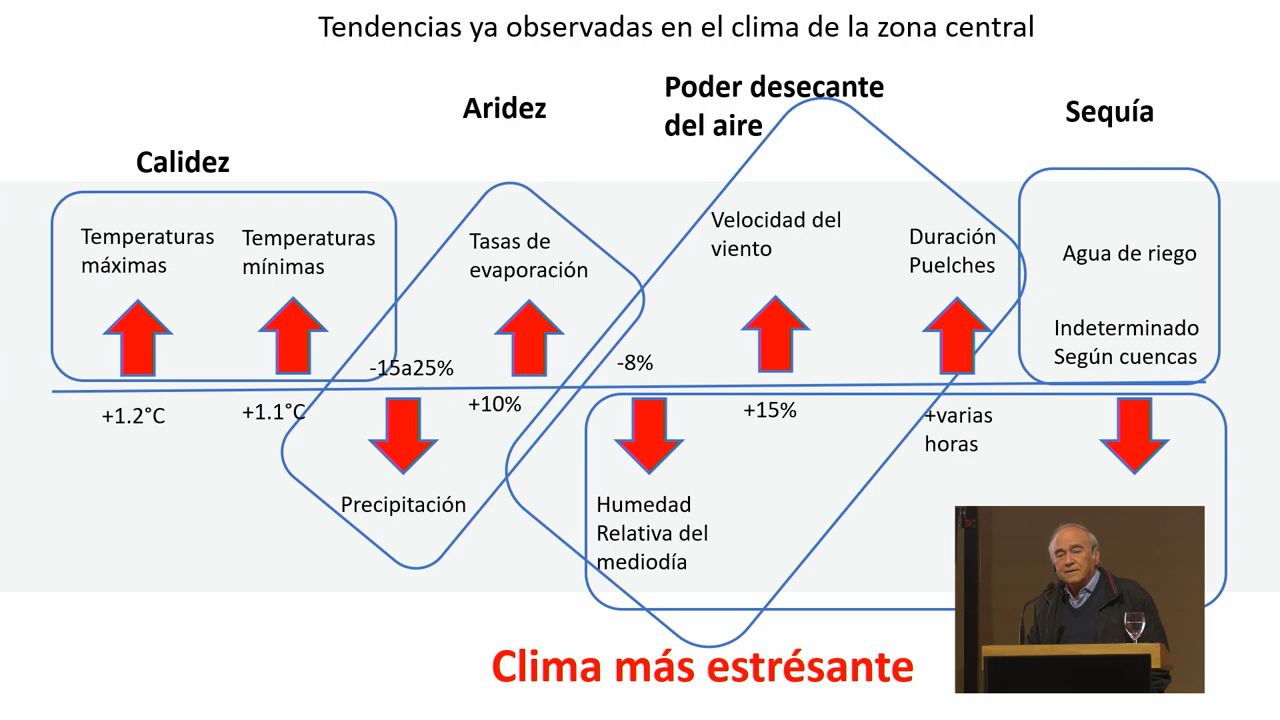 Tendencias ya observadas en el clima de la zona central
Calidez
Aridez
Poder desecante
del aire
Sequía
Temperaturas
máximas
Temperaturas
mínimas
Tasas de
evaporación
Velocidad del
viento
Duración
Puelches
Agua de riego
Indeterminado
Según cuencas
+1.2°C
+1.1°C
-15a25%
+10%
-8%
+15%
+varias
horas
Precipitación
Humedad
Relativa del
mediodía
Clima más estrésante